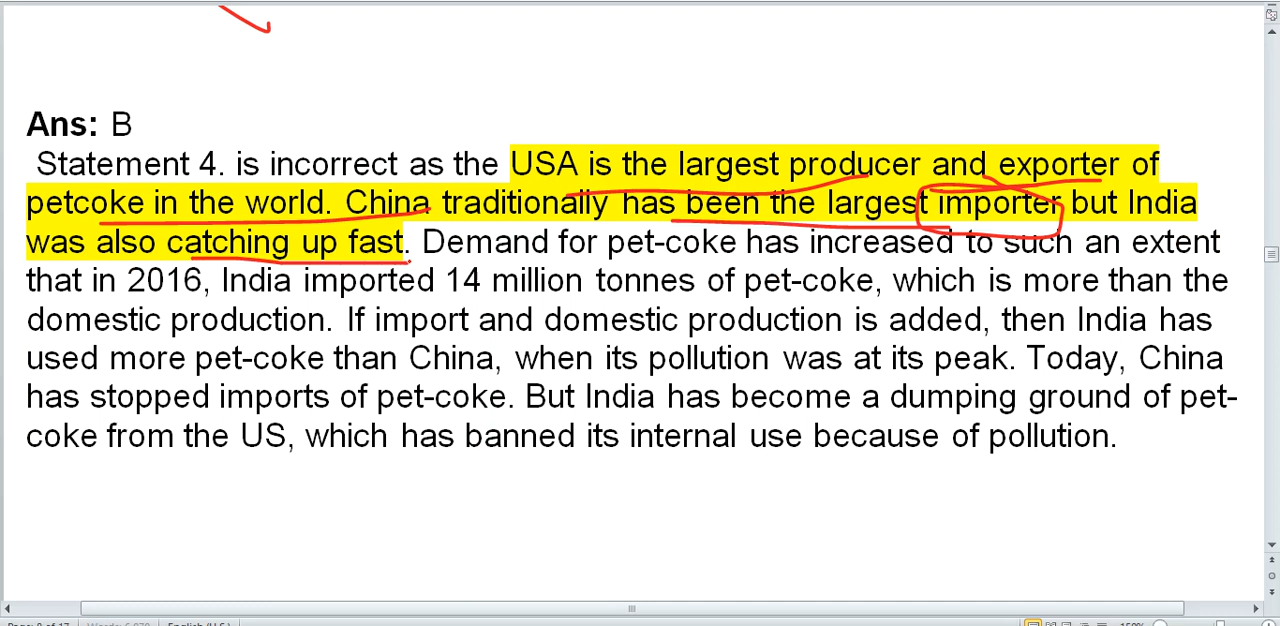 Ans: B
Statement 4. is incorrect as the USA is the largest producer and exporter of
petcoke in the world. China traditionally has been the largest importer but India
was also catching up fast. Demand for pet-coke has increased to such an extent
that in 2016, India imported 14 million tonnes of pet-coke, which is more than the
domestic production. If import and domestic production is added, then India has
used more pet-coke than China, when its pollution was at its peak. Today, China
has stopped imports of pet-coke. But India has become a dumping ground of pet-
coke from the US, which has banned its internal use because of pollution.